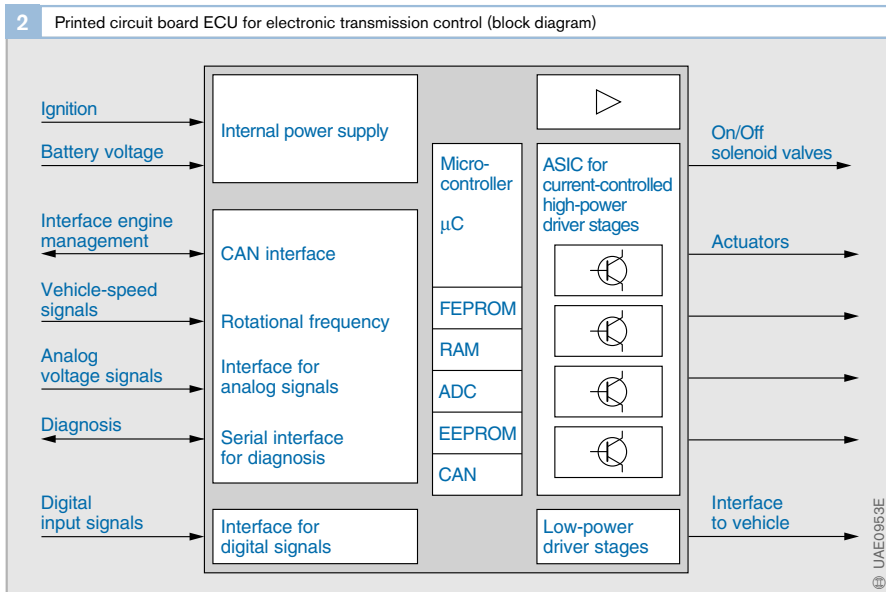 2
Printed circuit board ECU for electronic transmission control (block diagram)
Ignition
Battery voltage
Interface engine
management
Vehicle-speed
signals
Analog
voltage signals
Diagnosis
Digital
input signals
Internal power supply
CAN interface
Rotational frequency
Interface for
analog signals
Serial interface
for diagnosis
Interface for
digital signals
Micro-
controller
µC
FEPROM
RAM
ADC
EEPROM
CAN
ASIC for
current-controlled
high-power
driver stages
Low-power
driver stages
On/Off
solenoid valves
Actuators
Interface
to vehicle
UAE0953E